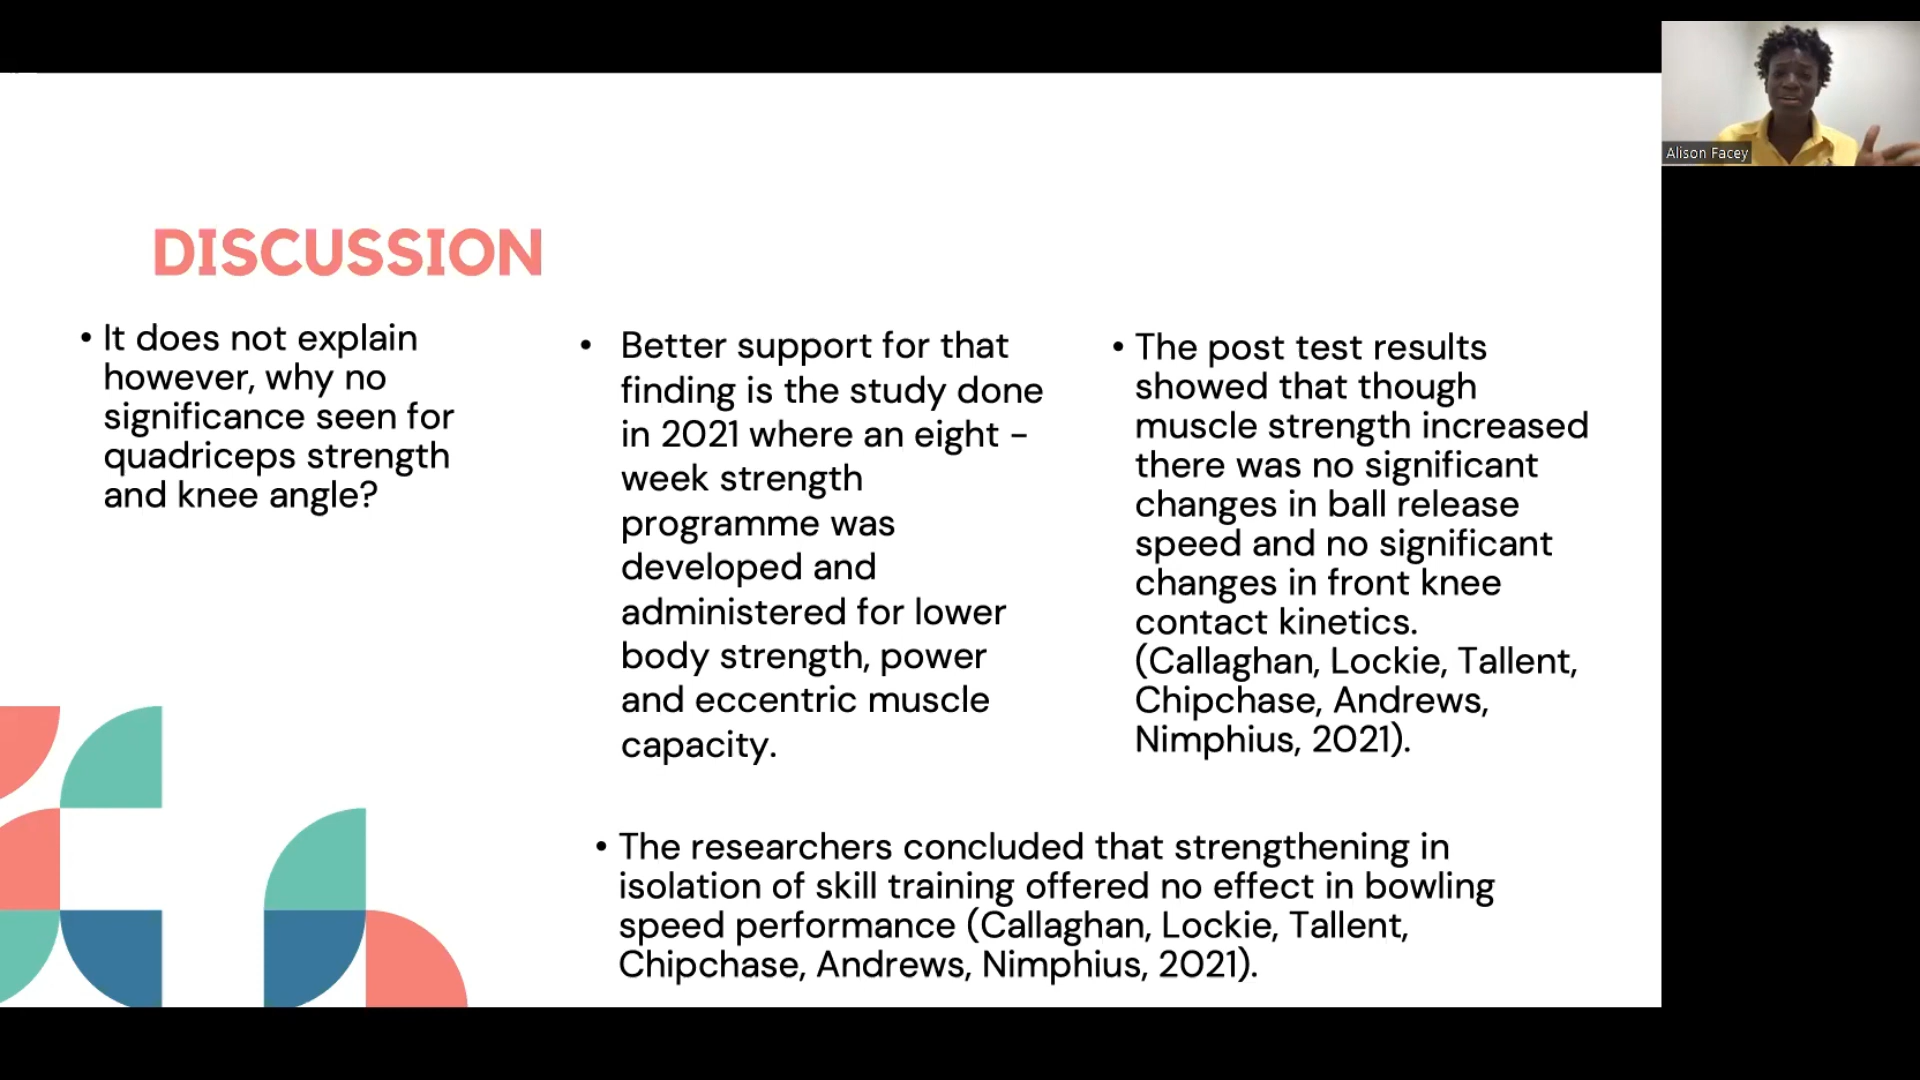 Alison Facey
DISCUSSION
• It does not explain
however, why no
significance seen for
quadriceps strength
and knee angle?
• Better support for that
finding is the study done
in 2021 where an eight -
week strength
programme was
developed and
administered for lower
body strength, power
and eccentric muscle
capacity.
• The post test results
showed that though
muscle strength increased
there was no significant
changes in ball release
speed and no significant
changes in front knee
contact kinetics.
(Callaghan, Lockie, Tallent,
Chipchase, Andrews,
Nimphius, 2021).
• The researchers concluded that strengthening in
isolation of skill training offered no effect in bowling
speed performance (Callaghan, Lockie, Tallent,
Chipchase, Andrews, Nimphius, 2021).